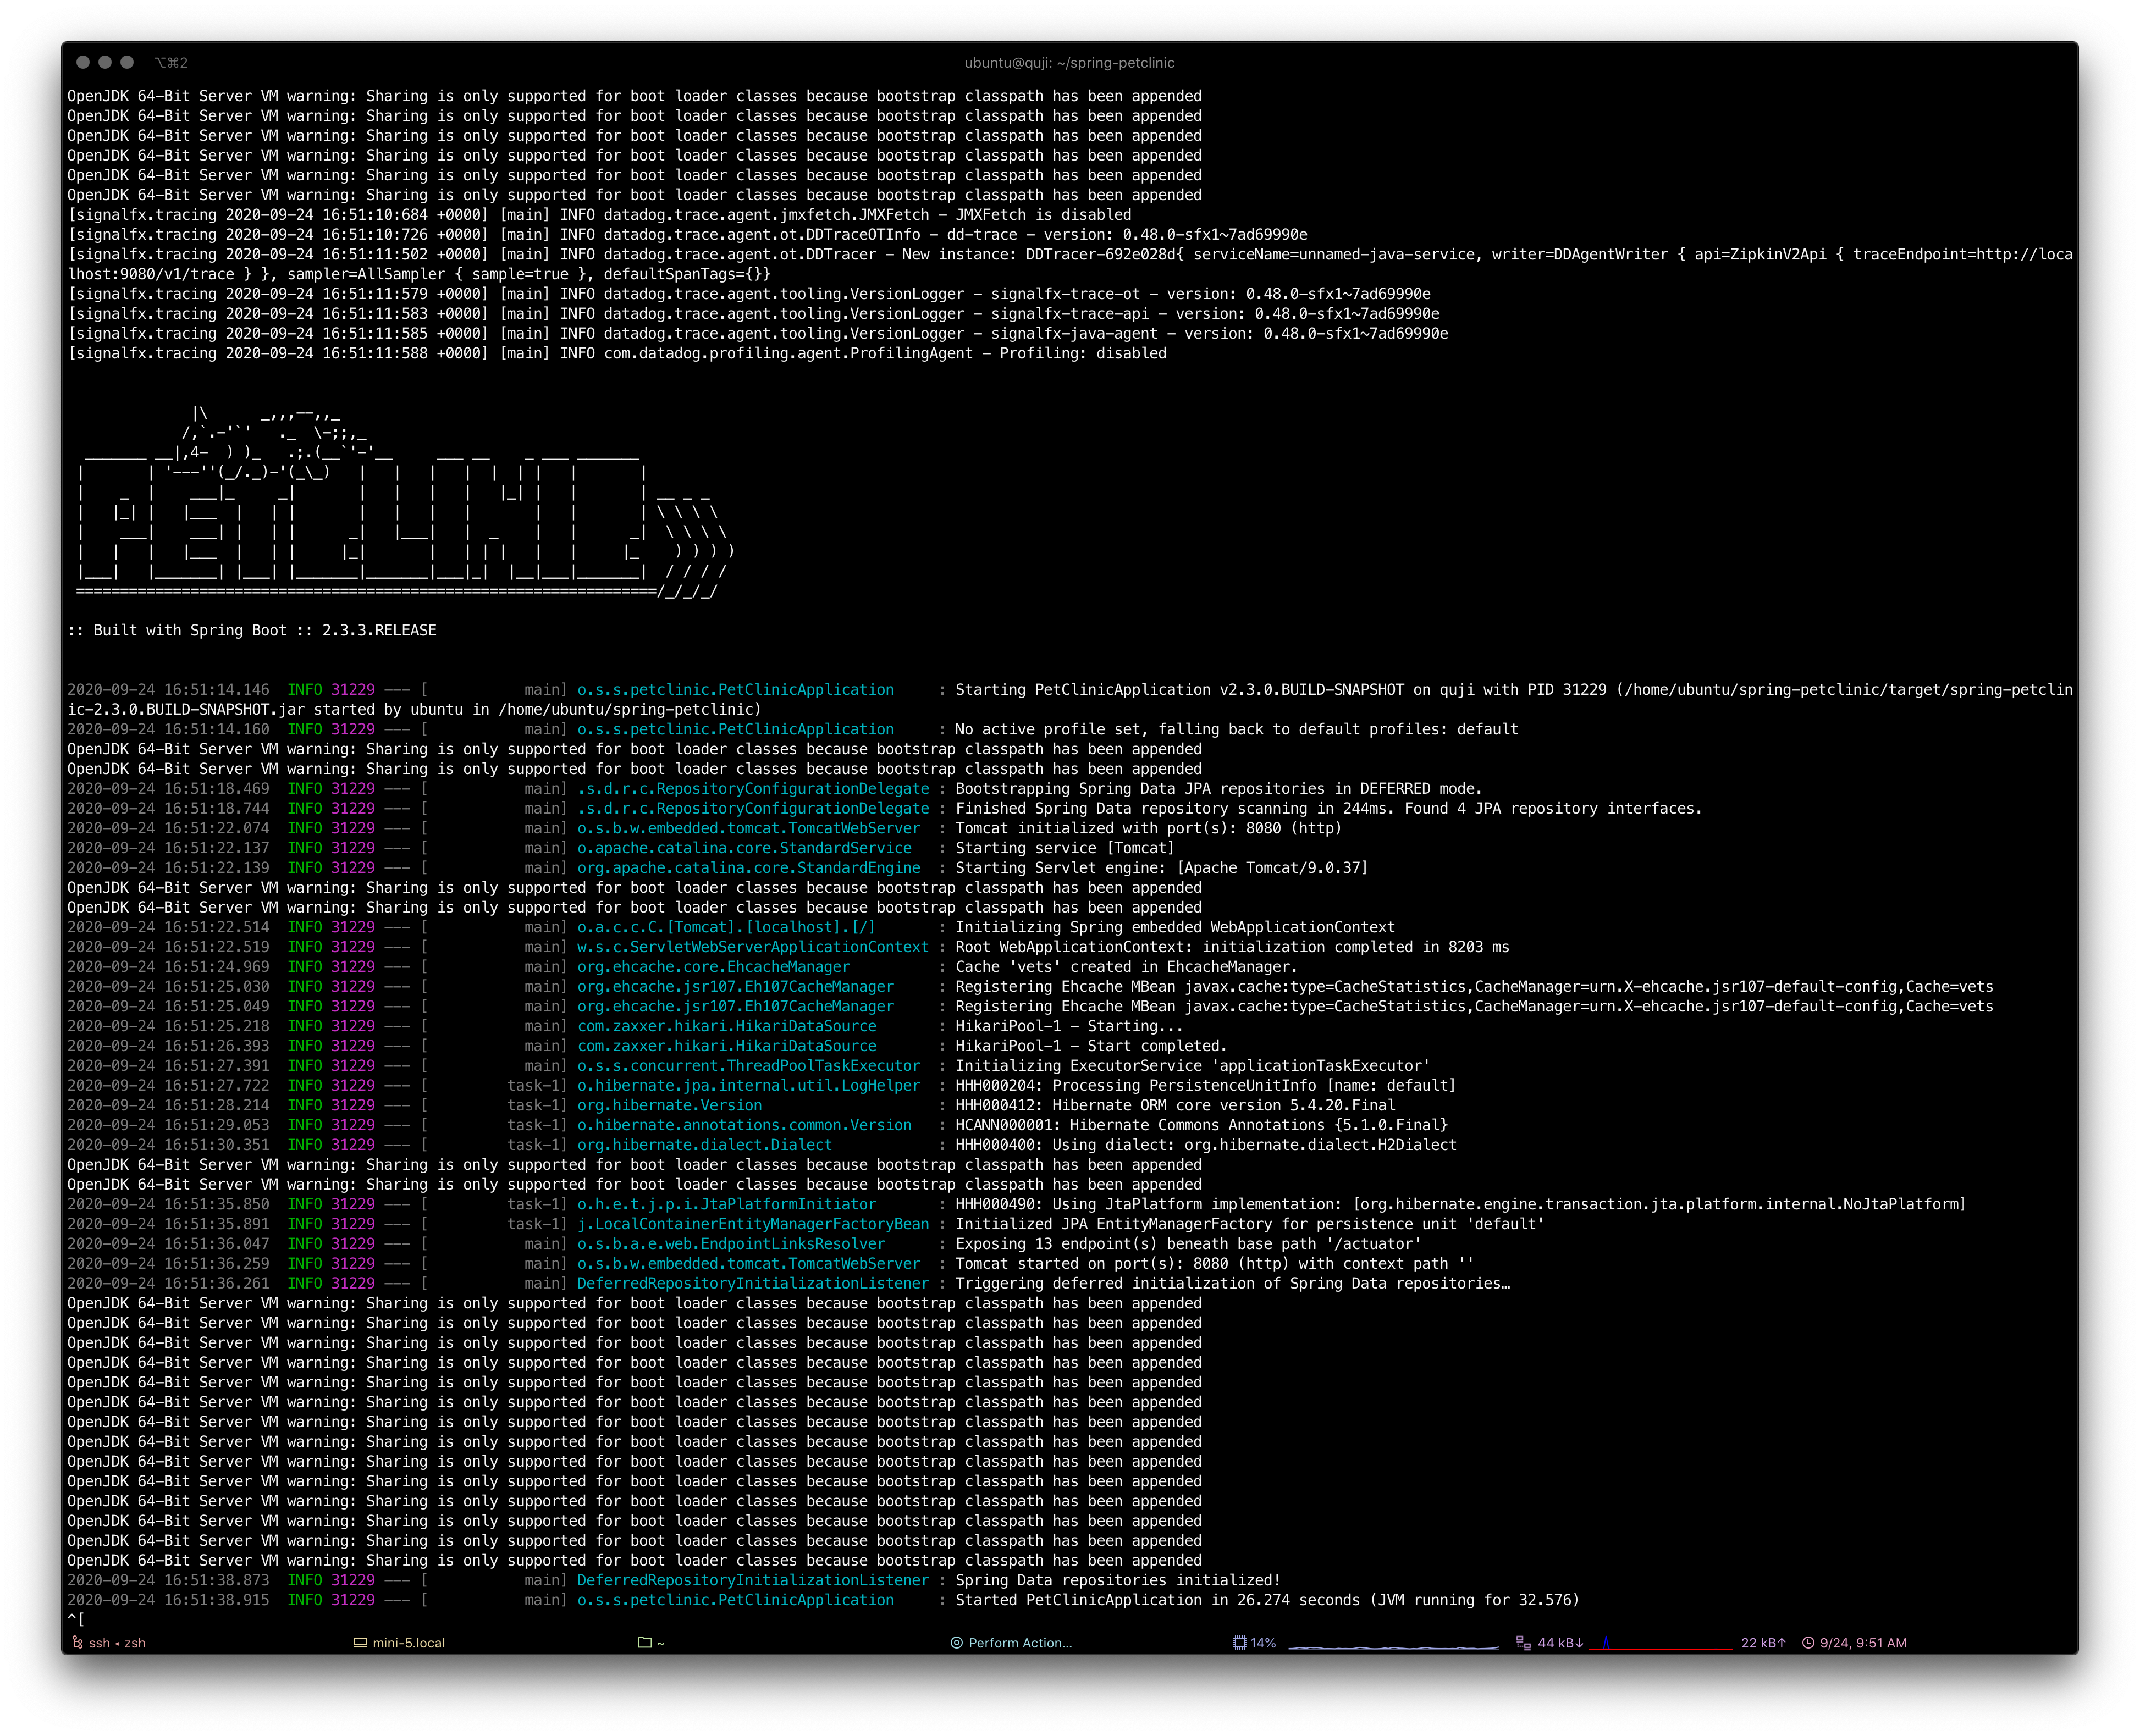 ⌥⌘2
ubuntu@quji: ~/spring-petclinic
OpenJDK 64-Bit Server VM warning: Sharing is only supported for boot loader classes because bootstrap classpath has been appended
OpenJDK 64-Bit Server VM warning: Sharing is only supported for boot loader classes because bootstrap classpath has been appended
OpenJDK 64-Bit Server VM warning: Sharing is only supported for boot loader classes because bootstrap classpath has been appended
OpenJDK 64-Bit Server VM warning: Sharing is only supported for boot loader classes because bootstrap classpath has been appended
OpenJDK 64-Bit Server VM warning: Sharing is only supported for boot loader classes because bootstrap classpath has been appended
OpenJDK 64-Bit Server VM warning: Sharing is only supported for boot loader classes because bootstrap classpath has been appended
[signalfx.tracing 2020-09-24 16:51:10:684 +0000] [main] INFO datadog.trace.agent.jmxfetch.JMXFetch - JMXFetch is disabled
[signalfx.tracing 2020-09-24 16:51:10:726 +0000] [main] INFO datadog.trace.agent.ot.DDTraceOTInfo - dd-trace - version: 0.48.0-sfx1~7ad69990e
[signalfx.tracing 2020-09-24 16:51:11:502 +0000] [main] INFO datadog.trace.agent.ot.DDTracer - New instance: DDTracer-692e028d{ serviceName=unnamed-java-service, writer=DDAgentWriter { api=ZipkinV2Api { traceEndpoint=http://loca
lhost:9080/v1/trace } }, sampler=AllSampler { sample=true }, defaultSpanTags={}}
[signalfx.tracing 2020-09-24 16:51:11:579 +0000] [main] INFO datadog.trace.agent.tooling.VersionLogger - signalfx-trace-ot - version: 0.48.0-sfx1~7ad69990e
[signalfx.tracing 2020-09-24 16:51:11:583 +0000] [main] INFO datadog.trace.agent.tooling.VersionLogger - signalfx-trace-api - version: 0.48.0-sfx1~7ad69990e
[signalfx.tracing 2020-09-24 16:51:11:585 +0000] [main] INFO datadog.trace.agent.tooling.VersionLogger - signalfx-java-agent - version: 0.48.0-sfx1~7ad69990e
[signalfx.tracing 2020-09-24 16:51:11:588 +0000] [main] INFO com.datadog.profiling.agent.ProfilingAgent - Profiling: disabled
PETCLINIC
:: Built with Spring Boot :: 2.3.3.RELEASE
2020-09-24 16:51:14.146  INFO 31229 --- [           main] o.s.s.petclinic.PetClinicApplication     : Starting PetClinicApplication v2.3.0.BUILD-SNAPSHOT on quji with PID 31229 (/home/ubuntu/spring-petclinic/target/spring-petclin
ic-2.3.0.BUILD-SNAPSHOT.jar started by ubuntu in /home/ubuntu/spring-petclinic)
2020-09-24 16:51:14.160  INFO 31229 --- [           main] o.s.s.petclinic.PetClinicApplication     : No active profile set, falling back to default profiles: default
OpenJDK 64-Bit Server VM warning: Sharing is only supported for boot loader classes because bootstrap classpath has been appended
OpenJDK 64-Bit Server VM warning: Sharing is only supported for boot loader classes because bootstrap classpath has been appended
2020-09-24 16:51:18.469  INFO 31229 --- [           main] .s.d.r.c.RepositoryConfigurationDelegate : Bootstrapping Spring Data JPA repositories in DEFERRED mode.
2020-09-24 16:51:18.744  INFO 31229 --- [           main] .s.d.r.c.RepositoryConfigurationDelegate : Finished Spring Data repository scanning in 244ms. Found 4 JPA repository interfaces.
2020-09-24 16:51:22.074  INFO 31229 --- [           main] o.s.b.w.embedded.tomcat.TomcatWebServer  : Tomcat initialized with port(s): 8080 (http)
2020-09-24 16:51:22.137  INFO 31229 --- [           main] o.apache.catalina.core.StandardService   : Starting service [Tomcat]
2020-09-24 16:51:22.139  INFO 31229 --- [           main] org.apache.catalina.core.StandardEngine  : Starting Servlet engine: [Apache Tomcat/9.0.37]
OpenJDK 64-Bit Server VM warning: Sharing is only supported for boot loader classes because bootstrap classpath has been appended
OpenJDK 64-Bit Server VM warning: Sharing is only supported for boot loader classes because bootstrap classpath has been appended
2020-09-24 16:51:22.514  INFO 31229 --- [           main] o.a.c.c.C.[Tomcat].[localhost].[/]       : Initializing Spring embedded WebApplicationContext
2020-09-24 16:51:22.519  INFO 31229 --- [           main] w.s.c.ServletWebServerApplicationContext : Root WebApplicationContext: initialization completed in 8203 ms
2020-09-24 16:51:24.969  INFO 31229 --- [           main] org.ehcache.core.EhcacheManager          : Cache 'vets' created in EhcacheManager.
2020-09-24 16:51:25.030  INFO 31229 --- [           main] org.ehcache.jsr107.Eh107CacheManager     : Registering Ehcache MBean javax.cache:type=CacheStatistics,CacheManager=urn.X-ehcache.jsr107-default-config,Cache=vets
2020-09-24 16:51:25.049  INFO 31229 --- [           main] org.ehcache.jsr107.Eh107CacheManager     : Registering Ehcache MBean javax.cache:type=CacheStatistics,CacheManager=urn.X-ehcache.jsr107-default-config,Cache=vets
2020-09-24 16:51:25.218  INFO 31229 --- [           main] com.zaxxer.hikari.HikariDataSource       : HikariPool-1 - Starting...
2020-09-24 16:51:26.393  INFO 31229 --- [           main] com.zaxxer.hikari.HikariDataSource       : HikariPool-1 - Start completed.
2020-09-24 16:51:27.391  INFO 31229 --- [           main] o.s.s.concurrent.ThreadPoolTaskExecutor  : Initializing ExecutorService 'applicationTaskExecutor'
2020-09-24 16:51:27.722  INFO 31229 --- [         task-1] o.hibernate.jpa.internal.util.LogHelper  : HHH000204: Processing PersistenceUnitInfo [name: default]
2020-09-24 16:51:28.214  INFO 31229 --- [         task-1] org.hibernate.Version                    : HHH000412: Hibernate ORM core version 5.4.20.Final
2020-09-24 16:51:29.053  INFO 31229 --- [         task-1] o.hibernate.annotations.common.Version   : HCANN000001: Hibernate Commons Annotations {5.1.0.Final}
2020-09-24 16:51:30.351  INFO 31229 --- [         task-1] org.hibernate.dialect.Dialect            : HHH000400: Using dialect: org.hibernate.dialect.H2Dialect
OpenJDK 64-Bit Server VM warning: Sharing is only supported for boot loader classes because bootstrap classpath has been appended
OpenJDK 64-Bit Server VM warning: Sharing is only supported for boot loader classes because bootstrap classpath has been appended
2020-09-24 16:51:35.850  INFO 31229 --- [         task-1] o.h.e.t.j.p.i.JtaPlatformInitiator       : HHH000490: Using JtaPlatform implementation: [org.hibernate.engine.transaction.jta.platform.internal.NoJtaPlatform]
2020-09-24 16:51:35.891  INFO 31229 --- [         task-1] j.LocalContainerEntityManagerFactoryBean : Initialized JPA EntityManagerFactory for persistence unit 'default'
2020-09-24 16:51:36.047  INFO 31229 --- [           main] o.s.b.a.e.web.EndpointLinksResolver      : Exposing 13 endpoint(s) beneath base path '/actuator'
2020-09-24 16:51:36.259  INFO 31229 --- [           main] o.s.b.w.embedded.tomcat.TomcatWebServer  : Tomcat started on port(s): 8080 (http) with context path ''
2020-09-24 16:51:36.261  INFO 31229 --- [           main] DeferredRepositoryInitializationListener : Triggering deferred initialization of Spring Data repositories…
OpenJDK 64-Bit Server VM warning: Sharing is only supported for boot loader classes because bootstrap classpath has been appended
OpenJDK 64-Bit Server VM warning: Sharing is only supported for boot loader classes because bootstrap classpath has been appended
OpenJDK 64-Bit Server VM warning: Sharing is only supported for boot loader classes because bootstrap classpath has been appended
OpenJDK 64-Bit Server VM warning: Sharing is only supported for boot loader classes because bootstrap classpath has been appended
OpenJDK 64-Bit Server VM warning: Sharing is only supported for boot loader classes because bootstrap classpath has been appended
OpenJDK 64-Bit Server VM warning: Sharing is only supported for boot loader classes because bootstrap classpath has been appended
OpenJDK 64-Bit Server VM warning: Sharing is only supported for boot loader classes because bootstrap classpath has been appended
OpenJDK 64-Bit Server VM warning: Sharing is only supported for boot loader classes because bootstrap classpath has been appended
OpenJDK 64-Bit Server VM warning: Sharing is only supported for boot loader classes because bootstrap classpath has been appended
OpenJDK 64-Bit Server VM warning: Sharing is only supported for boot loader classes because bootstrap classpath has been appended
OpenJDK 64-Bit Server VM warning: Sharing is only supported for boot loader classes because bootstrap classpath has been appended
OpenJDK 64-Bit Server VM warning: Sharing is only supported for boot loader classes because bootstrap classpath has been appended
OpenJDK 64-Bit Server VM warning: Sharing is only supported for boot loader classes because bootstrap classpath has been appended
OpenJDK 64-Bit Server VM warning: Sharing is only supported for boot loader classes because bootstrap classpath has been appended
2020-09-24 16:51:38.873  INFO 31229 --- [           main] DeferredRepositoryInitializationListener : Spring Data repositories initialized!
2020-09-24 16:51:38.915  INFO 31229 --- [           main] o.s.s.petclinic.PetClinicApplication     : Started PetClinicApplication in 26.274 seconds (JVM running for 32.576)
^[
ssh ◂ zsh  mini-5.local  ~  Perform Action...  14%  44 kB↓  22 kB↑  9/24, 9:51 AM